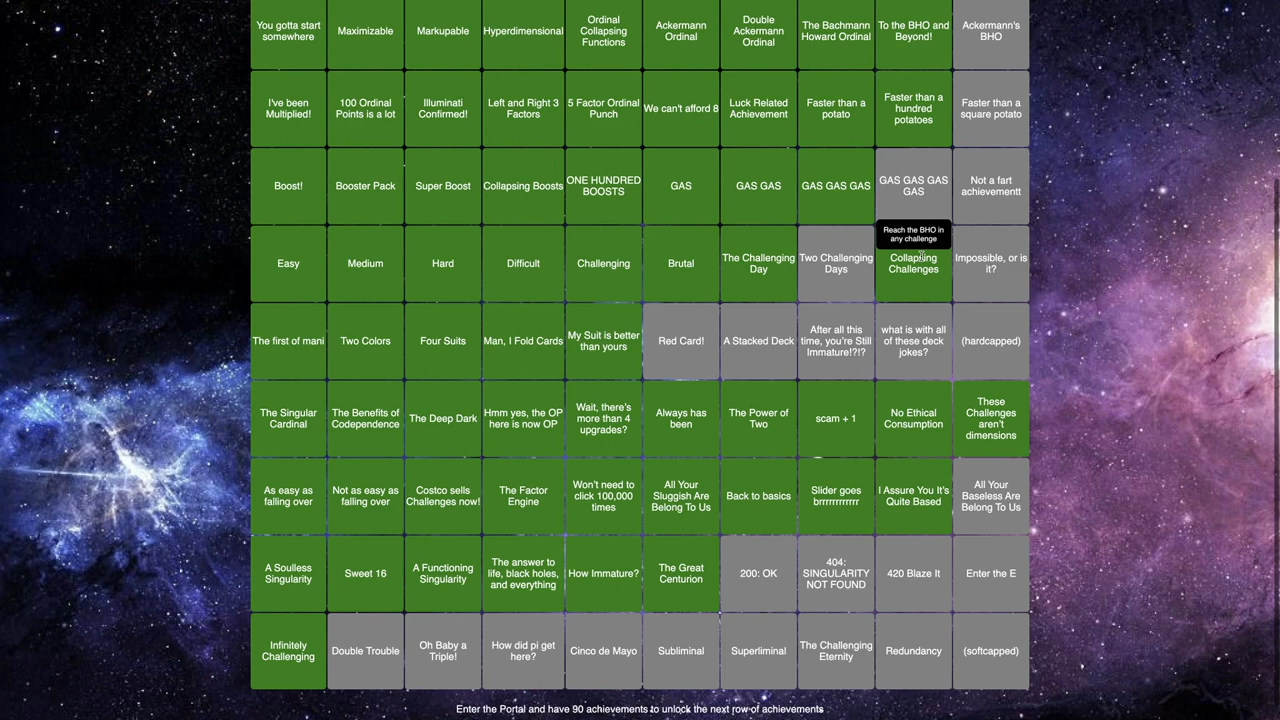 You gotta start
somewhere
Maximizable
Markupable
Hyperdimensional
Ordinal
Collapsing
Functions
Ackermann
Ordinal
Double
Ackermann
Ordinal
The Bachmann
Howard Ordinal
To the BHO and
Beyond!
Ackermann's
BHO
I've been
Multiplied!
100 Ordinal
Points is a lot
Illuminati
Confirmed!
Left and Right 3
Factors
5 Factor Ordinal
Punch
We can't afford 8
Luck Related
Achievement
Faster than a
potato
Faster than a
hundred
potatoes
Faster than a
square potato
Boost!
Booster Pack
Super Boost
Collapsing Boosts
ONE HUNDRED
BOOSTS
GAS
GAS GAS
GAS GAS GAS
GAS GAS GAS
GAS
Not a fart
achievementt
Reach the BHO in
any challenge
Easy
Medium
Hard
Difficult
Challenging
Brutal
The Challenging
Day
Two Challenging
Days
Collapsing
Challenges
Impossible, or is
it?
The first of mani
Two Colors
Four Suits
Man, I Fold Cards
My Suit is better
than yours
Red Card!
A Stacked Deck
After all this
time, you're Still
Immature!?!?
what is with all
of these deck
jokes?
(hardcapped)
The Singular
Cardinal
The Benefits of
Codependence
The Deep Dark
Hmm yes, the OP
here is now OP
Wait, there's
more than 4
upgrades?
Always has
been
The Power of
Two
scam + 1
No Ethical
Consumption
These
Challenges
aren't
dimensions
As easy as
falling over
Not as easy as
falling over
Costco sells
Challenges now!
The Factor
Engine
Won't need to
click 100,000
times
All Your
Sluggish Are
Belong To Us
Back to basics
Slider goes
brrrrrrrrrrrr
I Assure You It's
Quite Based
All Your
Baseless Are
Belong To Us
A Soulless
Singularity
Sweet 16
A Functioning
Singularity
The answer to
life, black holes,
and everything
How Immature?
The Great
Centurion
200: OK
404:
SINGULARITY
NOT FOUND
420 Blaze It
Enter the E
Infinitely
Challenging
Double Trouble
Oh Baby a
Triple!
How did pi get
here?
Cinco de Mayo
Subliminal
Superliminal
The Challenging
Eternity
Redundancy
(softcapped)
Enter the Portal and have 90 achievements to unlock the next row of achievements